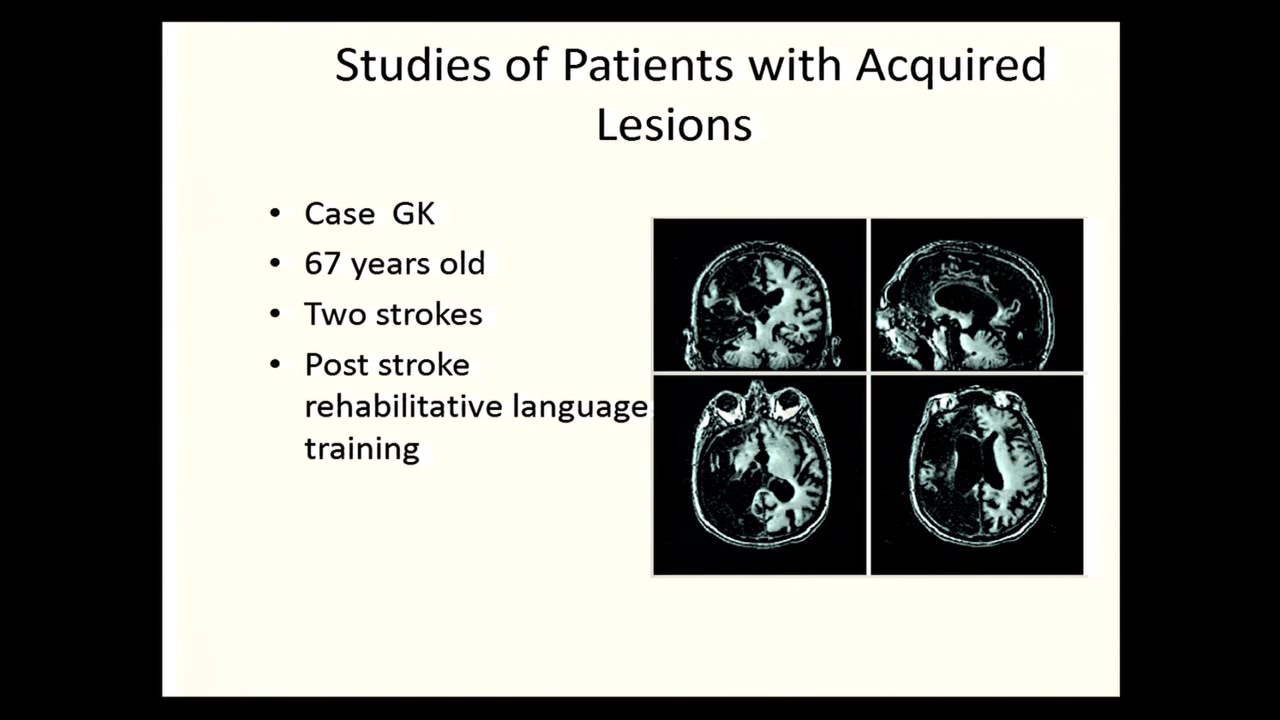 Studies of Patients with Acquired
Lesions
• Case GK
• 67 years old
• Two strokes
• Post stroke
rehabilitative language
training